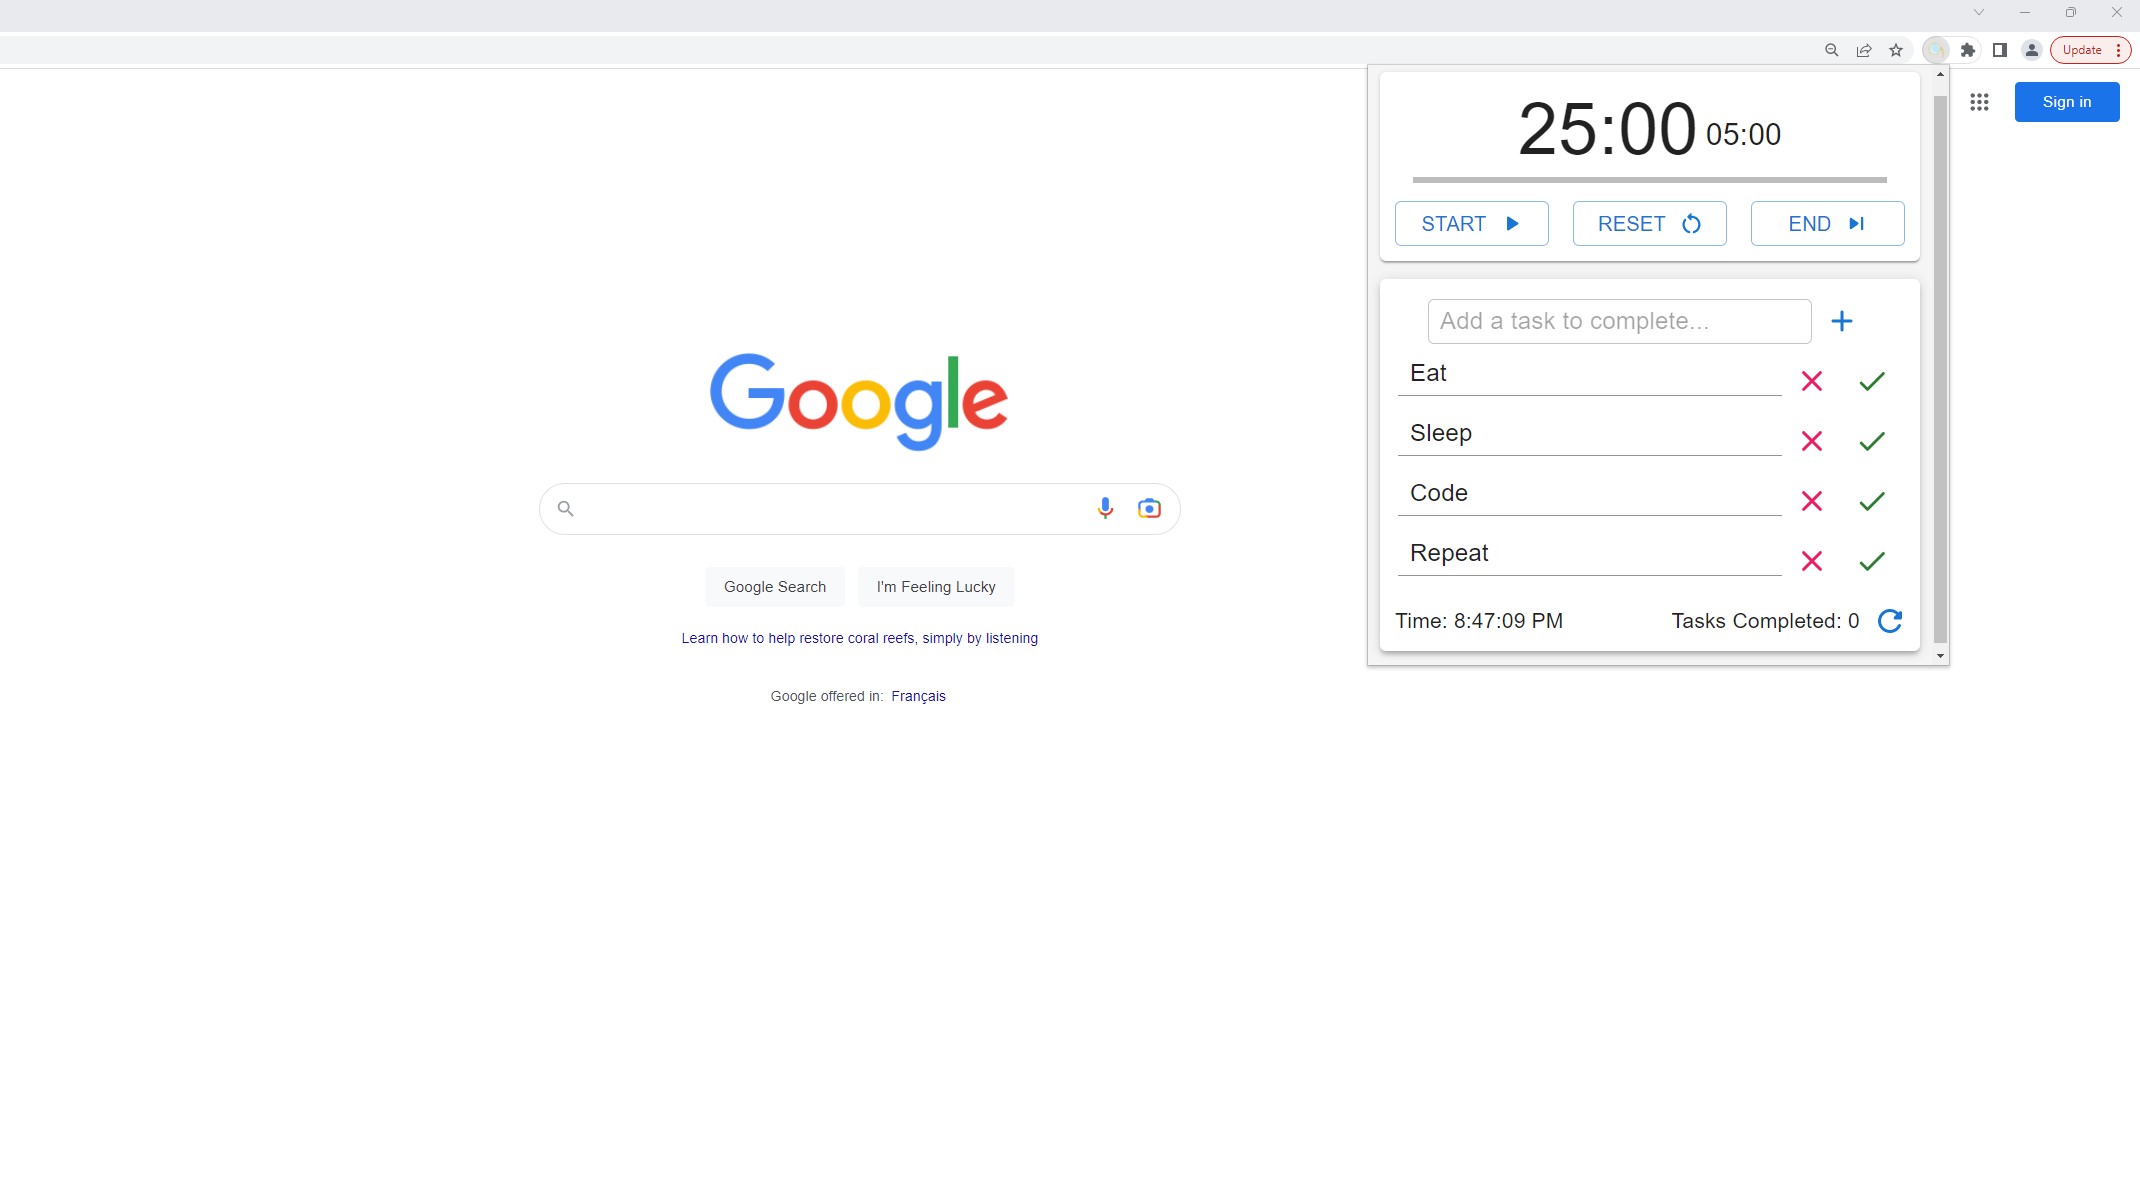 Update
Sign in
25:00 05:00
START RESET END
Add a task to complete...
Eat
Sleep
Code
Repeat
Time: 8:47:09 PM Tasks Completed: 0
Google
Google Search I'm Feeling Lucky
Learn how to help restore coral reefs, simply by listening
Google offered in: Français